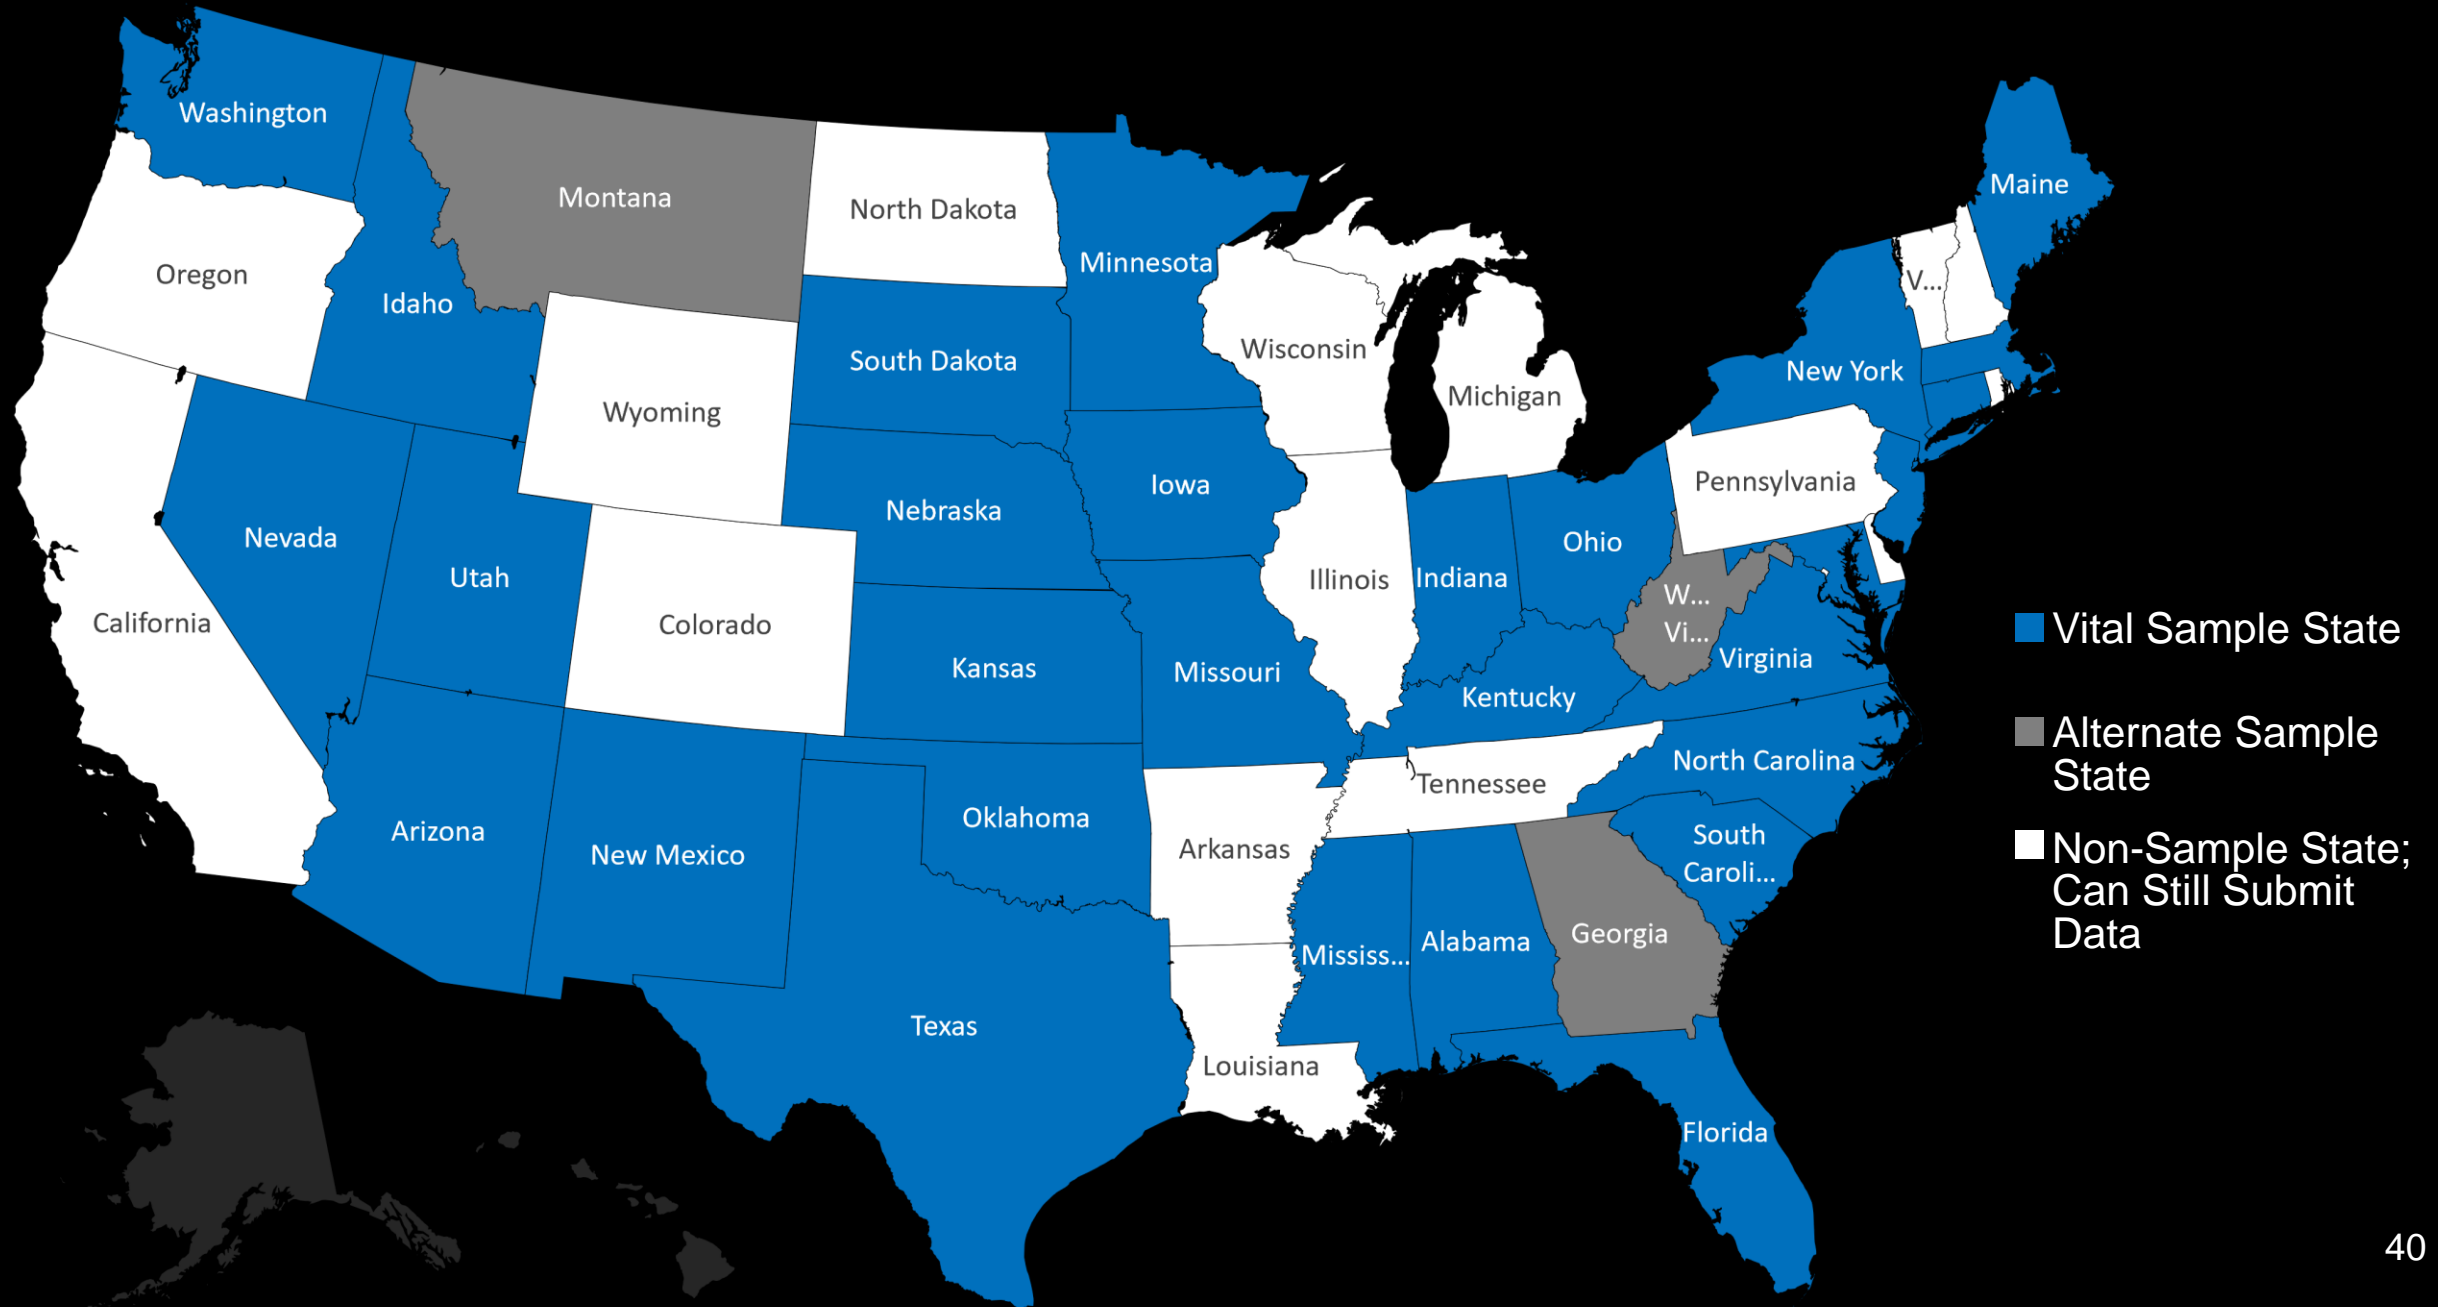 Washington
Montana
North Dakota
Minnesota
Maine
Oregon
Idaho
V...
South Dakota
Wisconsin
New York
Wyoming
Michigan
Iowa
Pennsylvania
Nebraska
Nevada
Ohio
Utah
Illinois
Indiana
W...
Vi...
California
Colorado
Kansas
Missouri
Virginia
Kentucky
North Carolina
Tennessee
Oklahoma
Arizona
New Mexico
Arkansas
South
Caroli...
Georgia
Alabama
Mississ...
Texas
Louisiana
Florida
Vital Sample State
Alternate Sample
State
Non-Sample State;
Can Still Submit
Data
40